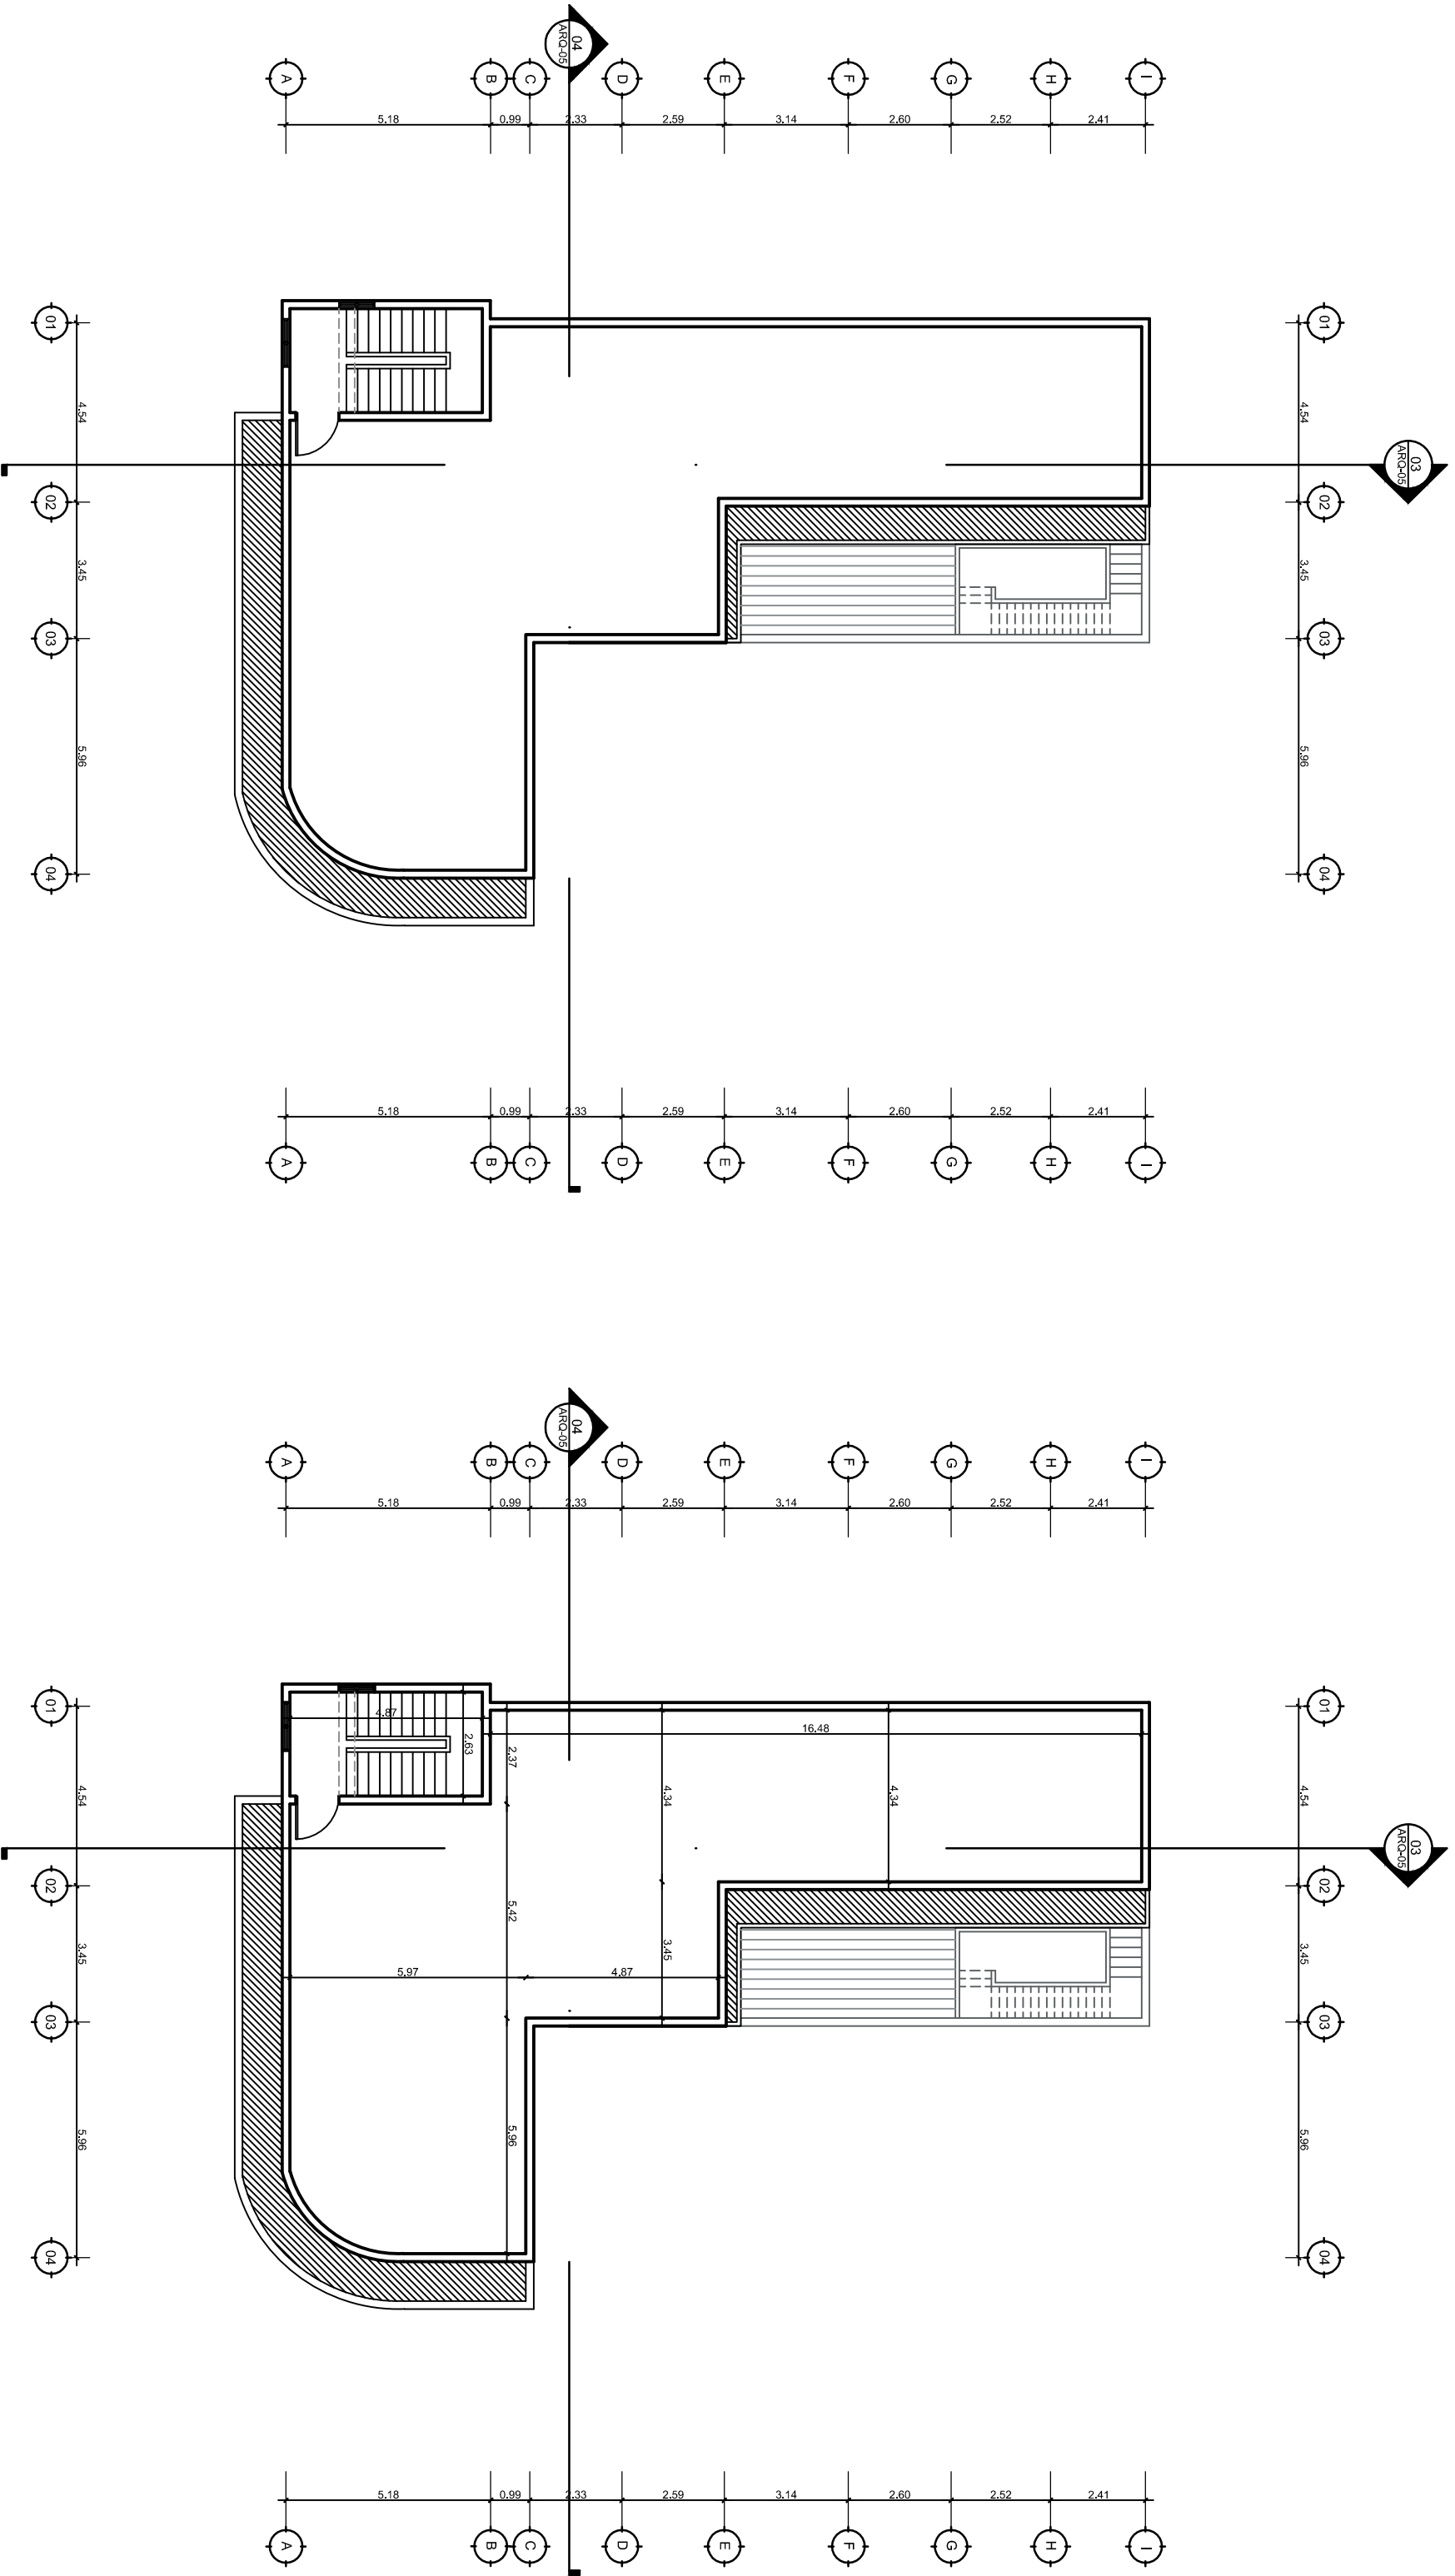 04
ARQ-05
A
B
C
D
E
F
G
H
I
5.18
0.99
2.33
2.59
3.14
2.60
2.52
2.41
01
01
4.54
4.54
03
ARQ-05
02
02
3.45
3.45
03
03
5.96
5.96
04
04
5.18
0.99
2.33
2.59
3.14
2.60
2.52
2.41
A
B
C
D
E
F
G
H
I
04
ARQ-05
A
B
C
D
E
F
G
H
I
5.18
0.99
2.33
2.59
3.14
2.60
2.52
2.41
01
01
4.87
2.63
2.37
16.48
4.54
4.34
4.34
4.54
03
ARQ-05
02
02
5.42
3.45
3.45
3.45
5.97
4.87
03
03
5.96
5.96
5.96
04
04
5.18
0.99
2.33
2.59
3.14
2.60
2.52
2.41
A
B
C
D
E
F
G
H
I